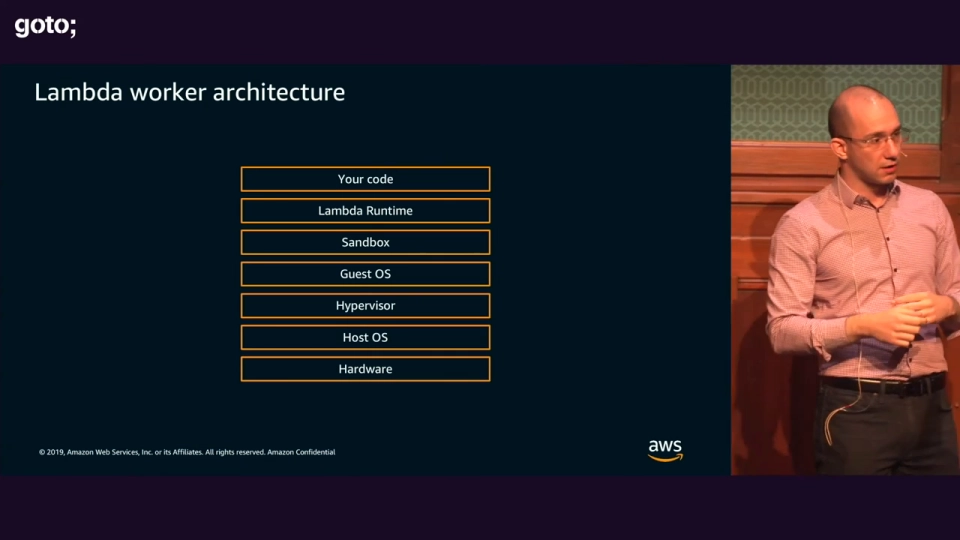 goto;
Lambda worker architecture
Your code
Lambda Runtime
Sandbox
Guest OS
Hypervisor
Host OS
Hardware
© 2019, Amazon Web Services, Inc. or its Affiliates. All rights reserved. Amazon Confidential
aws